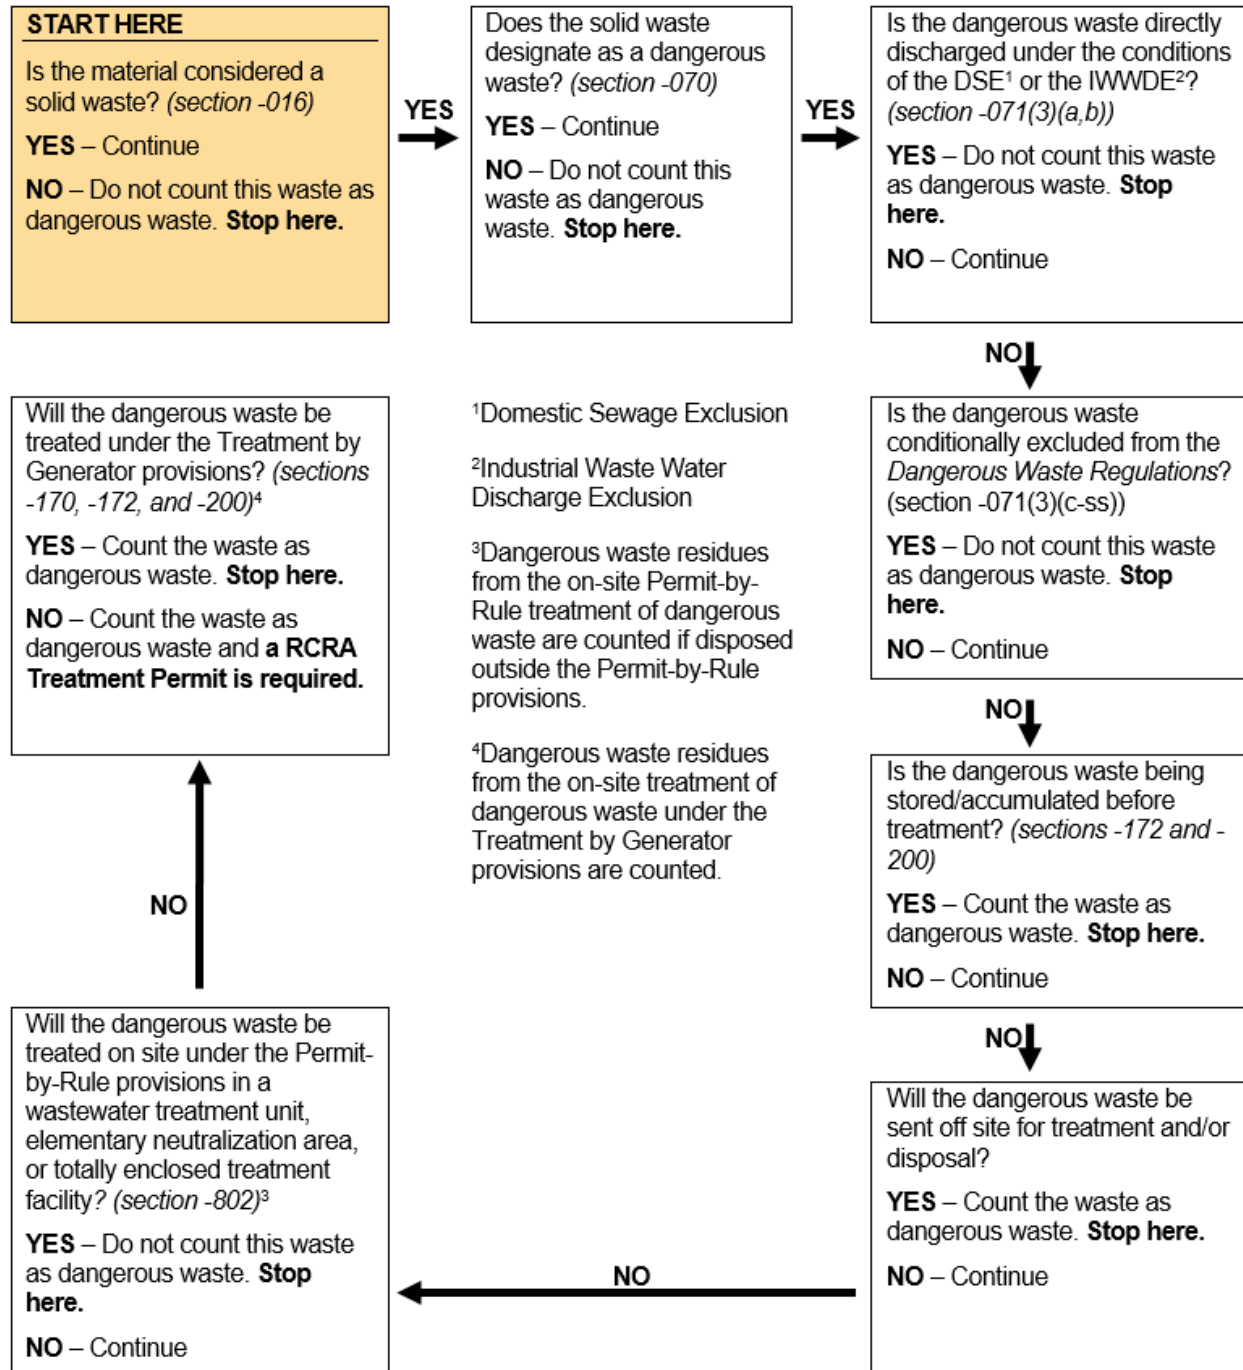 START HERE
Is the material considered a
solid waste? (section -016)
YES – Continue
NO – Do not count this waste as
dangerous waste. Stop here.
YES
Does the solid waste
designate as a dangerous
waste? (section -070)
YES – Continue
NO – Do not count this
waste as dangerous
waste. Stop here.
YES
Is the dangerous waste directly
discharged under the conditions
of the DSE¹ or the IWWDE²?
(section -071(3)(a,b))
YES – Do not count this waste
as dangerous waste. Stop
here.
NO – Continue
NO
Is the dangerous waste
conditionally excluded from the
Dangerous Waste Regulations?
(section -071(3)(c-ss))
YES – Do not count this waste
as dangerous waste. Stop
here.
NO – Continue
NO
Is the dangerous waste being
stored/accumulated before
treatment? (sections -172 and -
200)
YES – Count the waste as
dangerous waste. Stop here.
NO – Continue
NO
Will the dangerous waste be
sent off site for treatment and/or
disposal?
YES – Count the waste as
dangerous waste. Stop here.
NO – Continue
NO
Will the dangerous waste be
treated on site under the Permit-
by-Rule provisions in a
wastewater treatment unit,
elementary neutralization area,
or totally enclosed treatment
facility? (section -802)³
YES – Do not count this waste
as dangerous waste. Stop
here.
NO – Continue
NO
Will the dangerous waste be
treated under the Treatment by
Generator provisions? (sections
-170, -172, and -200)⁴
YES – Count the waste as
dangerous waste. Stop here.
NO – Count the waste as
dangerous waste and a RCRA
Treatment Permit is required.
¹Domestic Sewage Exclusion
²Industrial Waste Water
Discharge Exclusion
³Dangerous waste residues
from the on-site Permit-by-
Rule treatment of dangerous
waste are counted if disposed
outside the Permit-by-Rule
provisions.
⁴Dangerous waste residues
from the on-site treatment of
dangerous waste under the
Treatment by Generator
provisions are counted.